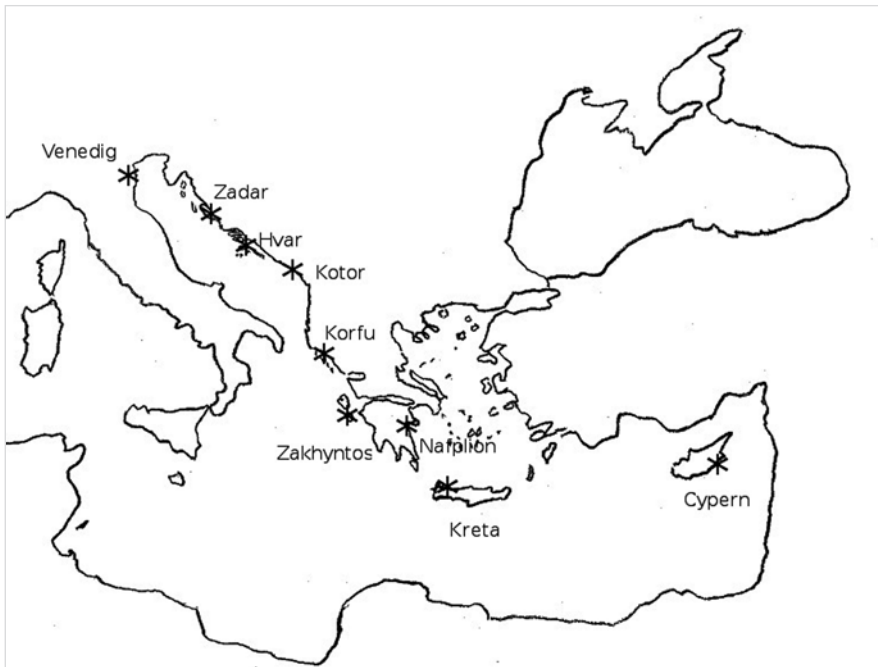 Venedig
Zadar
Hvar
Kotor
Korfu
Zakhyntos
Nafplion
Kreta
Cypern